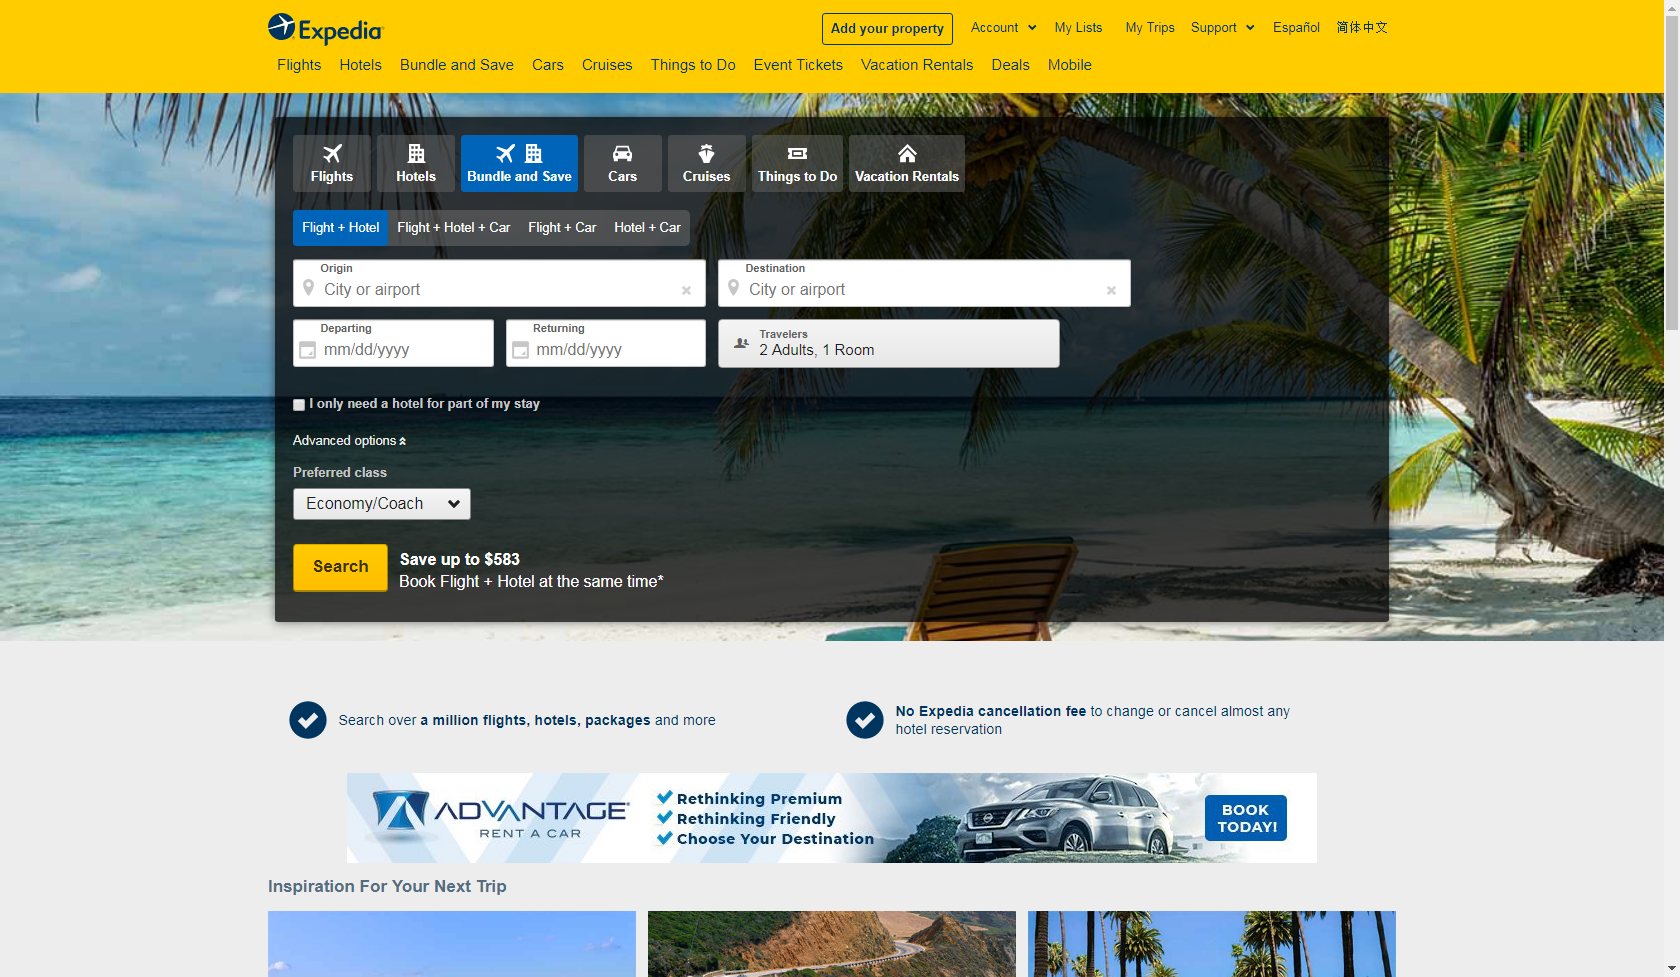 Expedia
Add your property
Account
My Lists
My Trips
Support
Español
简体中文
Flights
Hotels
Bundle and Save
Cars
Cruises
Things to Do
Event Tickets
Vacation Rentals
Deals
Mobile
Flights
Hotels
Bundle and Save
Cars
Cruises
Things to Do
Vacation Rentals
Flight + Hotel
Flight + Hotel + Car
Flight + Car
Hotel + Car
Origin
City or airport
Destination
City or airport
Departing
mm/dd/yyyy
Returning
mm/dd/yyyy
Travelers
2 Adults, 1 Room
I only need a hotel for part of my stay
Advanced options
Preferred class
Economy/Coach
Search
Save up to $583
Book Flight + Hotel at the same time*
Search over a million flights, hotels, packages and more
No Expedia cancellation fee to change or cancel almost any
hotel reservation
ADVANTAGE
RENT A CAR
Rethinking Premium
Rethinking Friendly
Choose Your Destination
BOOK
TODAY!
Inspiration For Your Next Trip